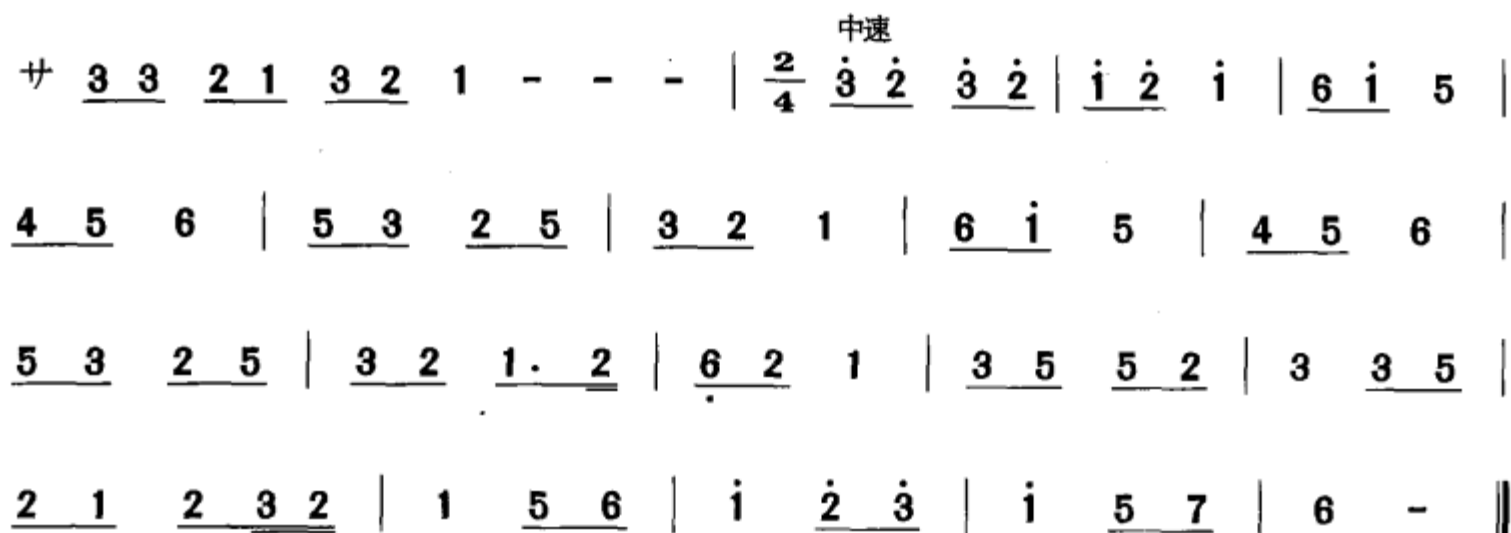 中速
サ 3 3 2 1 3 2 1 - - - | 2/4 3̇ 2̇ 3̇ 2̇ | 1̇ 2̇ 1̇ | 6 1̇ 5 |
4 5 6 | 5 3 2 5 | 3 2 1 | 6 1̇ 5 | 4 5 6 |
5 3 2 5 | 3 2 1. 2 | 6̣ 2 1 | 3 5 5 2 | 3 3 5 |
2 1 2 3 2 | 1 5 6 | 1̇ 2̇ 3̇ | 1̇ 5 7 | 6 - ‖